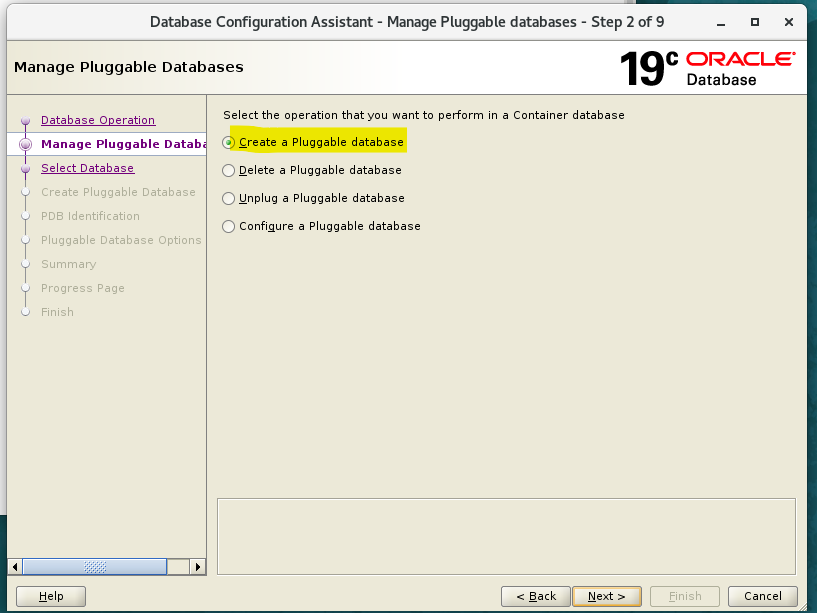 Database Configuration Assistant - Manage Pluggable databases - Step 2 of 9
Manage Pluggable Databases
19c ORACLE
Database
Database Operation
Manage Pluggable Databa
Select Database
Create Pluggable Database
PDB Identification
Pluggable Database Options
Summary
Progress Page
Finish
Select the operation that you want to perform in a Container database
Create a Pluggable database
Delete a Pluggable database
Unplug a Pluggable database
Configure a Pluggable database
Help
< Back
Next >
Finish
Cancel